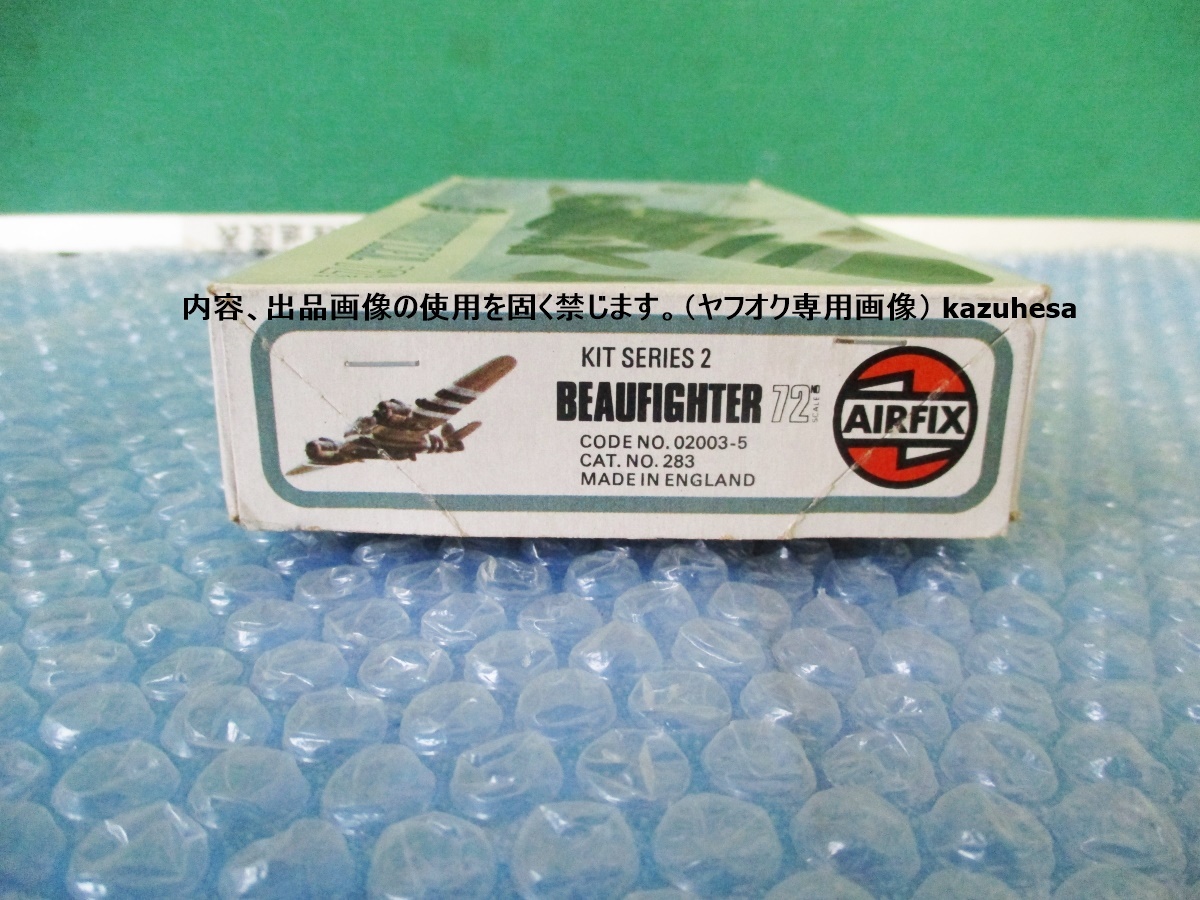 内容、出品画像の使用を固く禁じます。（ヤフオク専用画像）kazuhesa
KIT SERIES 2
BEAUFIGHTER 72ND SCALE
AIRFIX
CODE NO. 02003-5
CAT. NO. 283
MADE IN ENGLAND